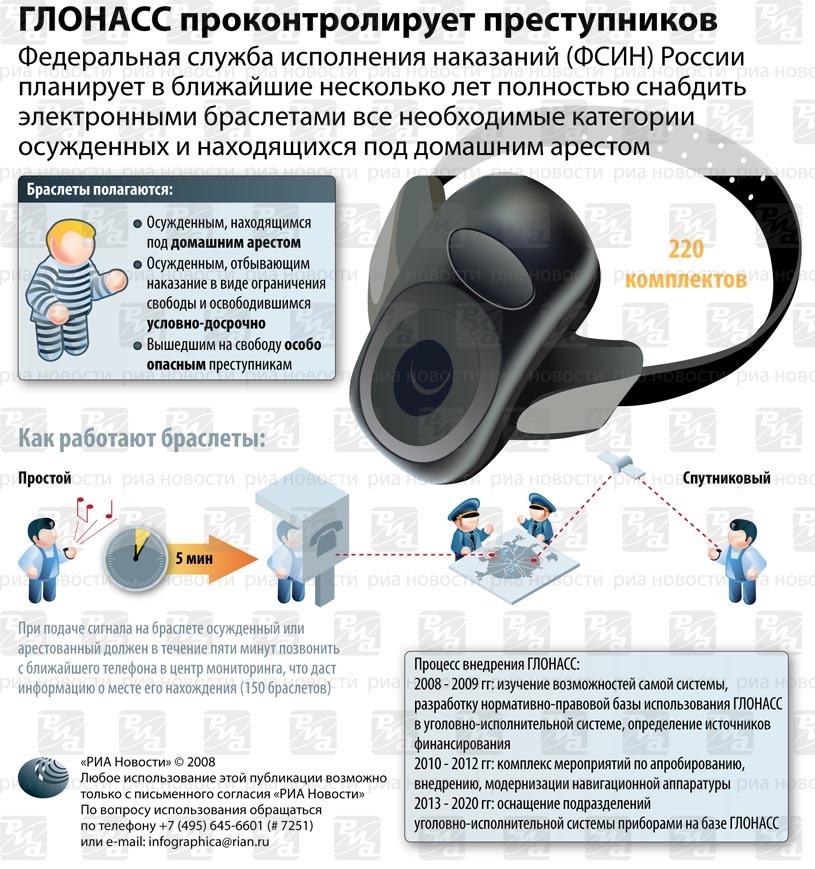 ГЛОНАСС проконтролирует преступников
Федеральная служба исполнения наказаний (ФСИН) России
планирует в ближайшие несколько лет полностью снабдить
электронными браслетами все необходимые категории
осужденных и находящихся под домашним арестом
Браслеты полагаются:
Осужденным, находящимся
под домашним арестом
Осужденным, отбывающим
наказание в виде ограничения
свободы и освободившимся
условно-досрочно
Вышедшим на свободу особо
опасным преступникам
220
комплектов
Как работают браслеты:
Простой
Спутниковый
5 мин
При подаче сигнала на браслете осужденный или
арестованный должен в течение пяти минут позвонить
с ближайшего телефона в центр мониторинга, что даст
информацию о месте его нахождения (150 браслетов)
Процесс внедрения ГЛОНАСС:
2008 - 2009 гг: изучение возможностей самой системы,
разработку нормативно-правовой базы использования ГЛОНАСС
в уголовно-исполнительной системе, определение источников
финансирования
2010 - 2012 гг: комплекс мероприятий по апробированию,
внедрению, модернизации навигационной аппаратуры
2013 - 2020 гг: оснащение подразделений
уголовно-исполнительной системы приборами на базе ГЛОНАСС
«РИА Новости» © 2008
Любое использование этой публикации возможно
только с письменного согласия «РИА Новости»
По вопросу использования обращаться
по телефону +7 (495) 645-6601 (# 7251)
или e-mail: infographica@rian.ru